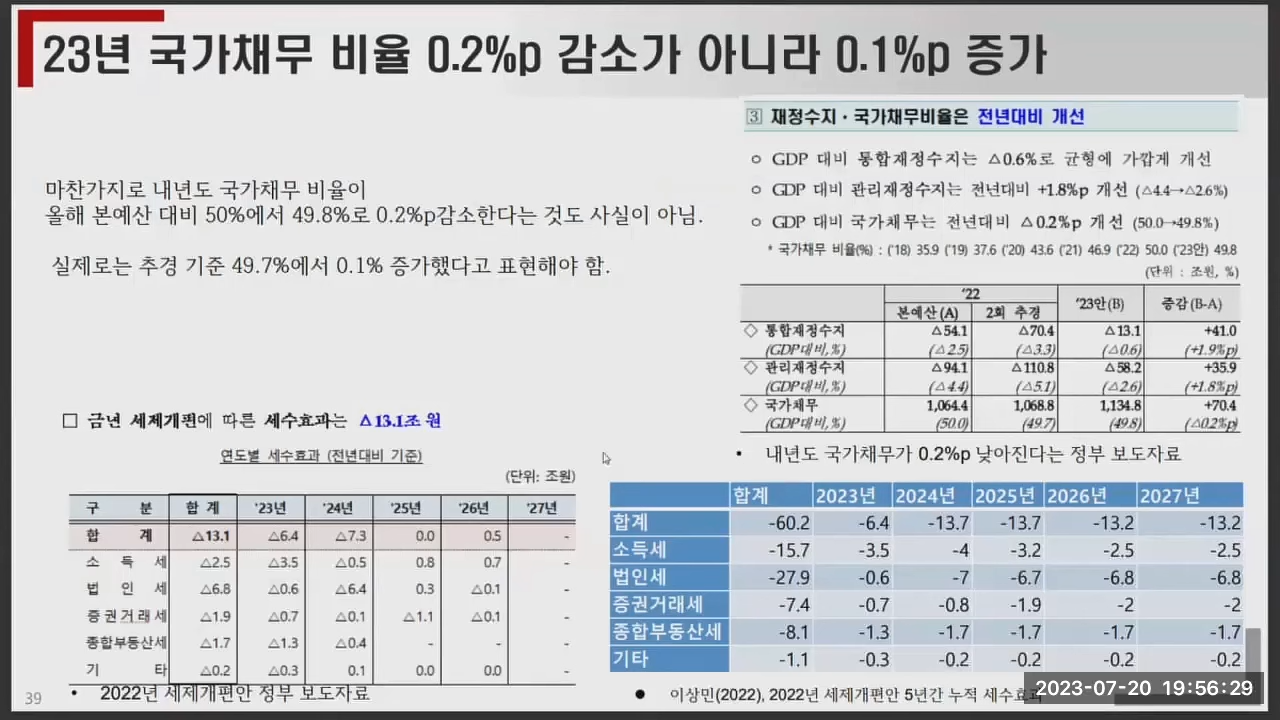 23년 국가채무 비율 0.2%p 감소가 아니라 0.1%p 증가
마찬가지로 내년도 국가채무 비율이
올해 본예산 대비 50%에서 49.8%로 0.2%p감소한다는 것도 사실이 아님.
실제로는 추경 기준 49.7%에서 0.1% 증가했다고 표현해야 함.
3 재정수지·국가채무비율은 전년대비 개선
○ GDP 대비 통합재정수지는 △0.6%로 균형에 가깝게 개선
○ GDP 대비 관리재정수지는 전년대비 +1.8%p 개선 (△4.4→△2.6%)
○ GDP 대비 국가채무는 전년대비 △0.2%p 개선 (50.0→49.8%)
* 국가채무 비율(%) : ('18) 35.9 ('19) 37.6 ('20) 43.6 ('21) 46.9 ('22) 50.0 ('23안) 49.8
(단위 : 조원, %)
'22 '23안(B) 증감(B-A)
본예산(A) 2회 추경
◇ 통합재정수지 △54.1 △70.4 △13.1 +41.0
(GDP대비,%) (△2.5) (△3.3) (△0.6) (+1.9%p)
◇ 관리재정수지 △94.1 △110.8 △58.2 +35.9
(GDP대비,%) (△4.4) (△5.1) (△2.6) (+1.8%p)
◇ 국가채무 1,064.4 1,068.8 1,134.8 +70.4
(GDP대비,%) (50.0) (49.7) (49.8) (△0.2%p)
• 내년도 국가채무가 0.2%p 낮아진다는 정부 보도자료
□ 금년 세제개편에 따른 세수효과는 △13.1조 원
연도별 세수효과 (전년대비 기준)
(단위: 조원)
구 분 합 계 '23년 '24년 '25년 '26년 '27년
합 계 △13.1 △6.4 △7.3 0.0 0.5 -
소 득 세 △2.5 △3.5 △0.5 0.8 0.7 -
법 인 세 △6.8 △0.6 △6.4 0.3 △0.1 -
증권거래세 △1.9 △0.7 △0.1 △1.1 △0.1 -
종합부동산세 △1.7 △1.3 △0.4 - - -
기 타 △0.2 △0.3 0.1 0.0 0.0 -
• 2022년 세제개편안 정부 보도자료
합계 2023년 2024년 2025년 2026년 2027년
합계 -60.2 -6.4 -13.7 -13.7 -13.2 -13.2
소득세 -15.7 -3.5 -4 -3.2 -2.5 -2.5
법인세 -27.9 -0.6 -7 -6.7 -6.8 -6.8
증권거래세 -7.4 -0.7 -0.8 -1.9 -2 -2
종합부동산세 -8.1 -1.3 -1.7 -1.7 -1.7 -1.7
기타 -1.1 -0.3 -0.2 -0.2 -0.2 -0.2
● 이상민(2022), 2022년 세제개편안 5년간 누적 세수효과
39
2023-07-20 19:56:29